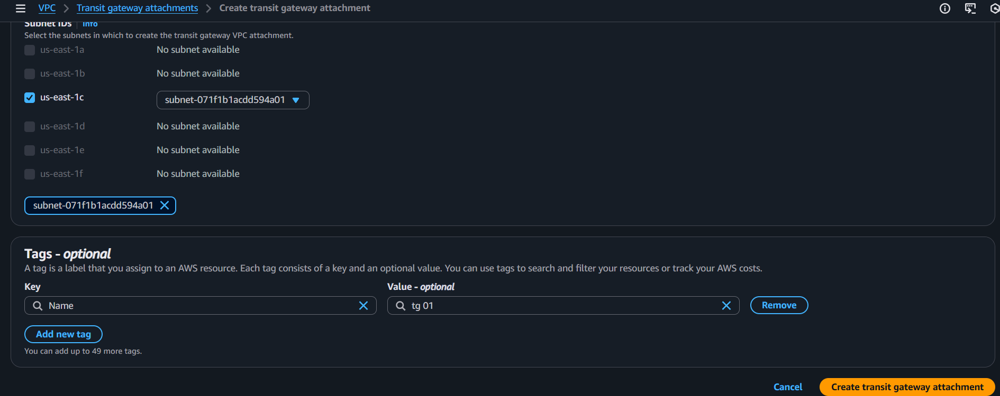 VPC > Transit gateway attachments > Create transit gateway attachment
Subnet IDs | Info
Select the subnets in which to create the transit gateway VPC attachment.
us-east-1a No subnet available
us-east-1b No subnet available
us-east-1c subnet-071f1b1acdd594a01
us-east-1d No subnet available
us-east-1e No subnet available
us-east-1f No subnet available
subnet-071f1b1acdd594a01
Tags - optional
A tag is a label that you assign to an AWS resource. Each tag consists of a key and an optional value. You can use tags to search and filter your resources or track your AWS costs.
Key Value - optional
Name tg 01 Remove
Add new tag
You can add up to 49 more tags.
Cancel Create transit gateway attachment